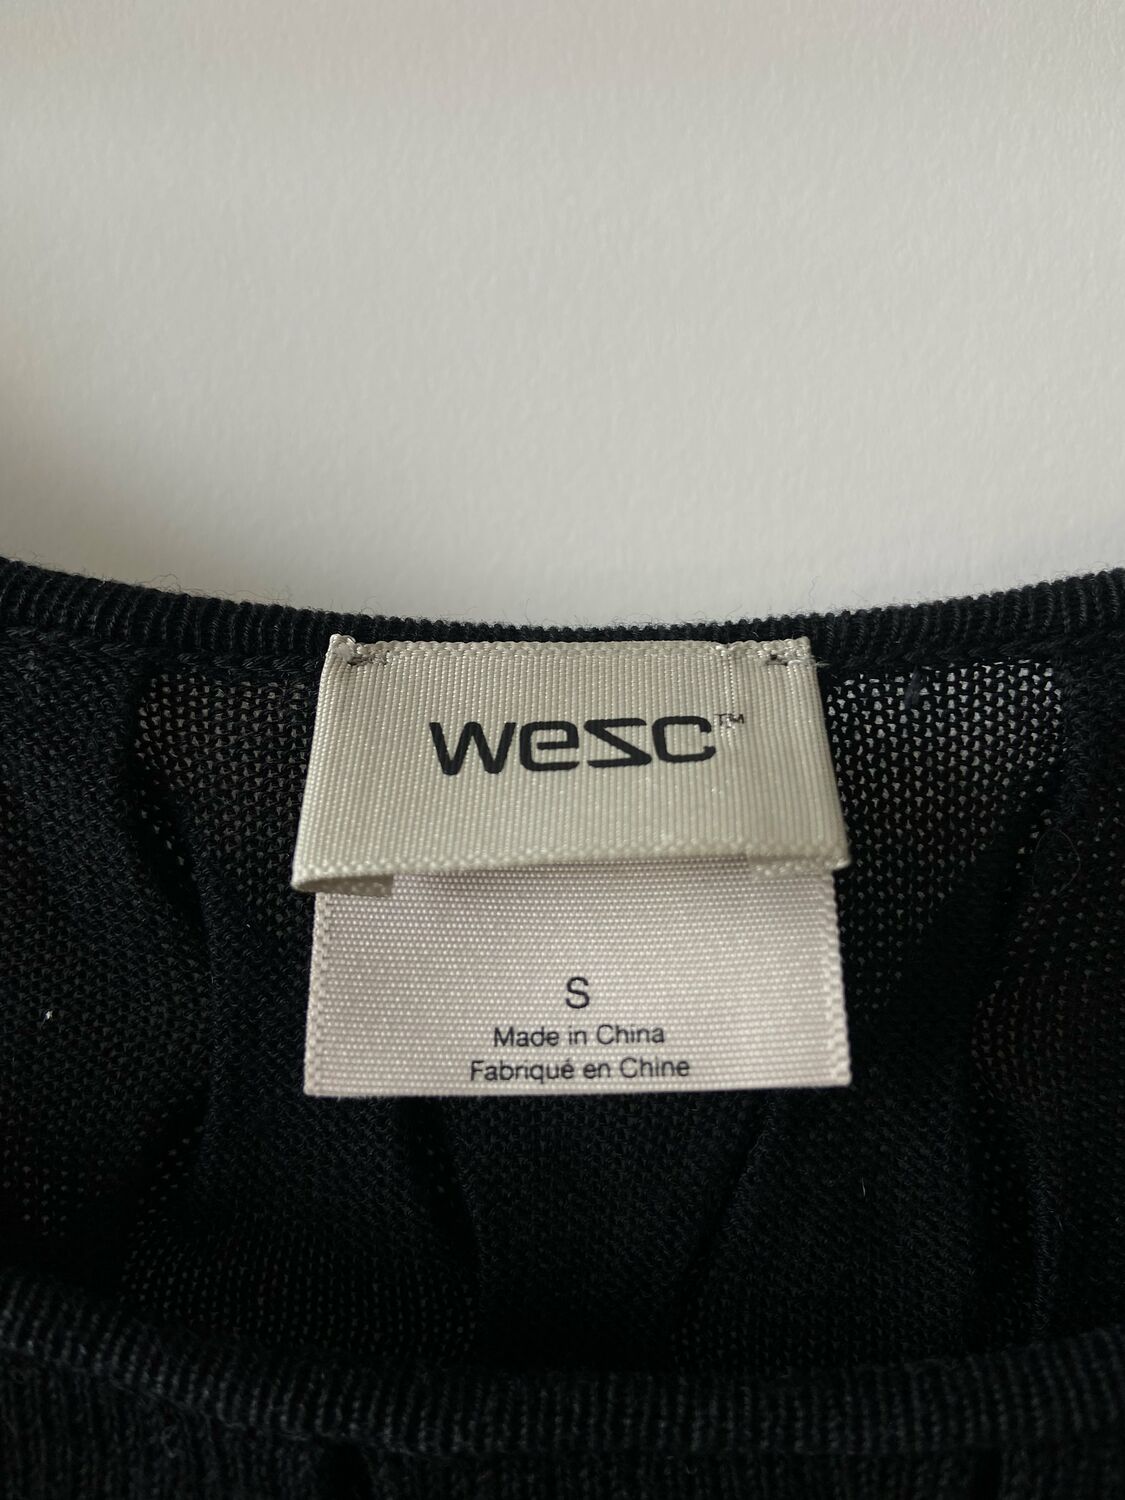 wesc™
S
Made in China
Fabriqué en Chine